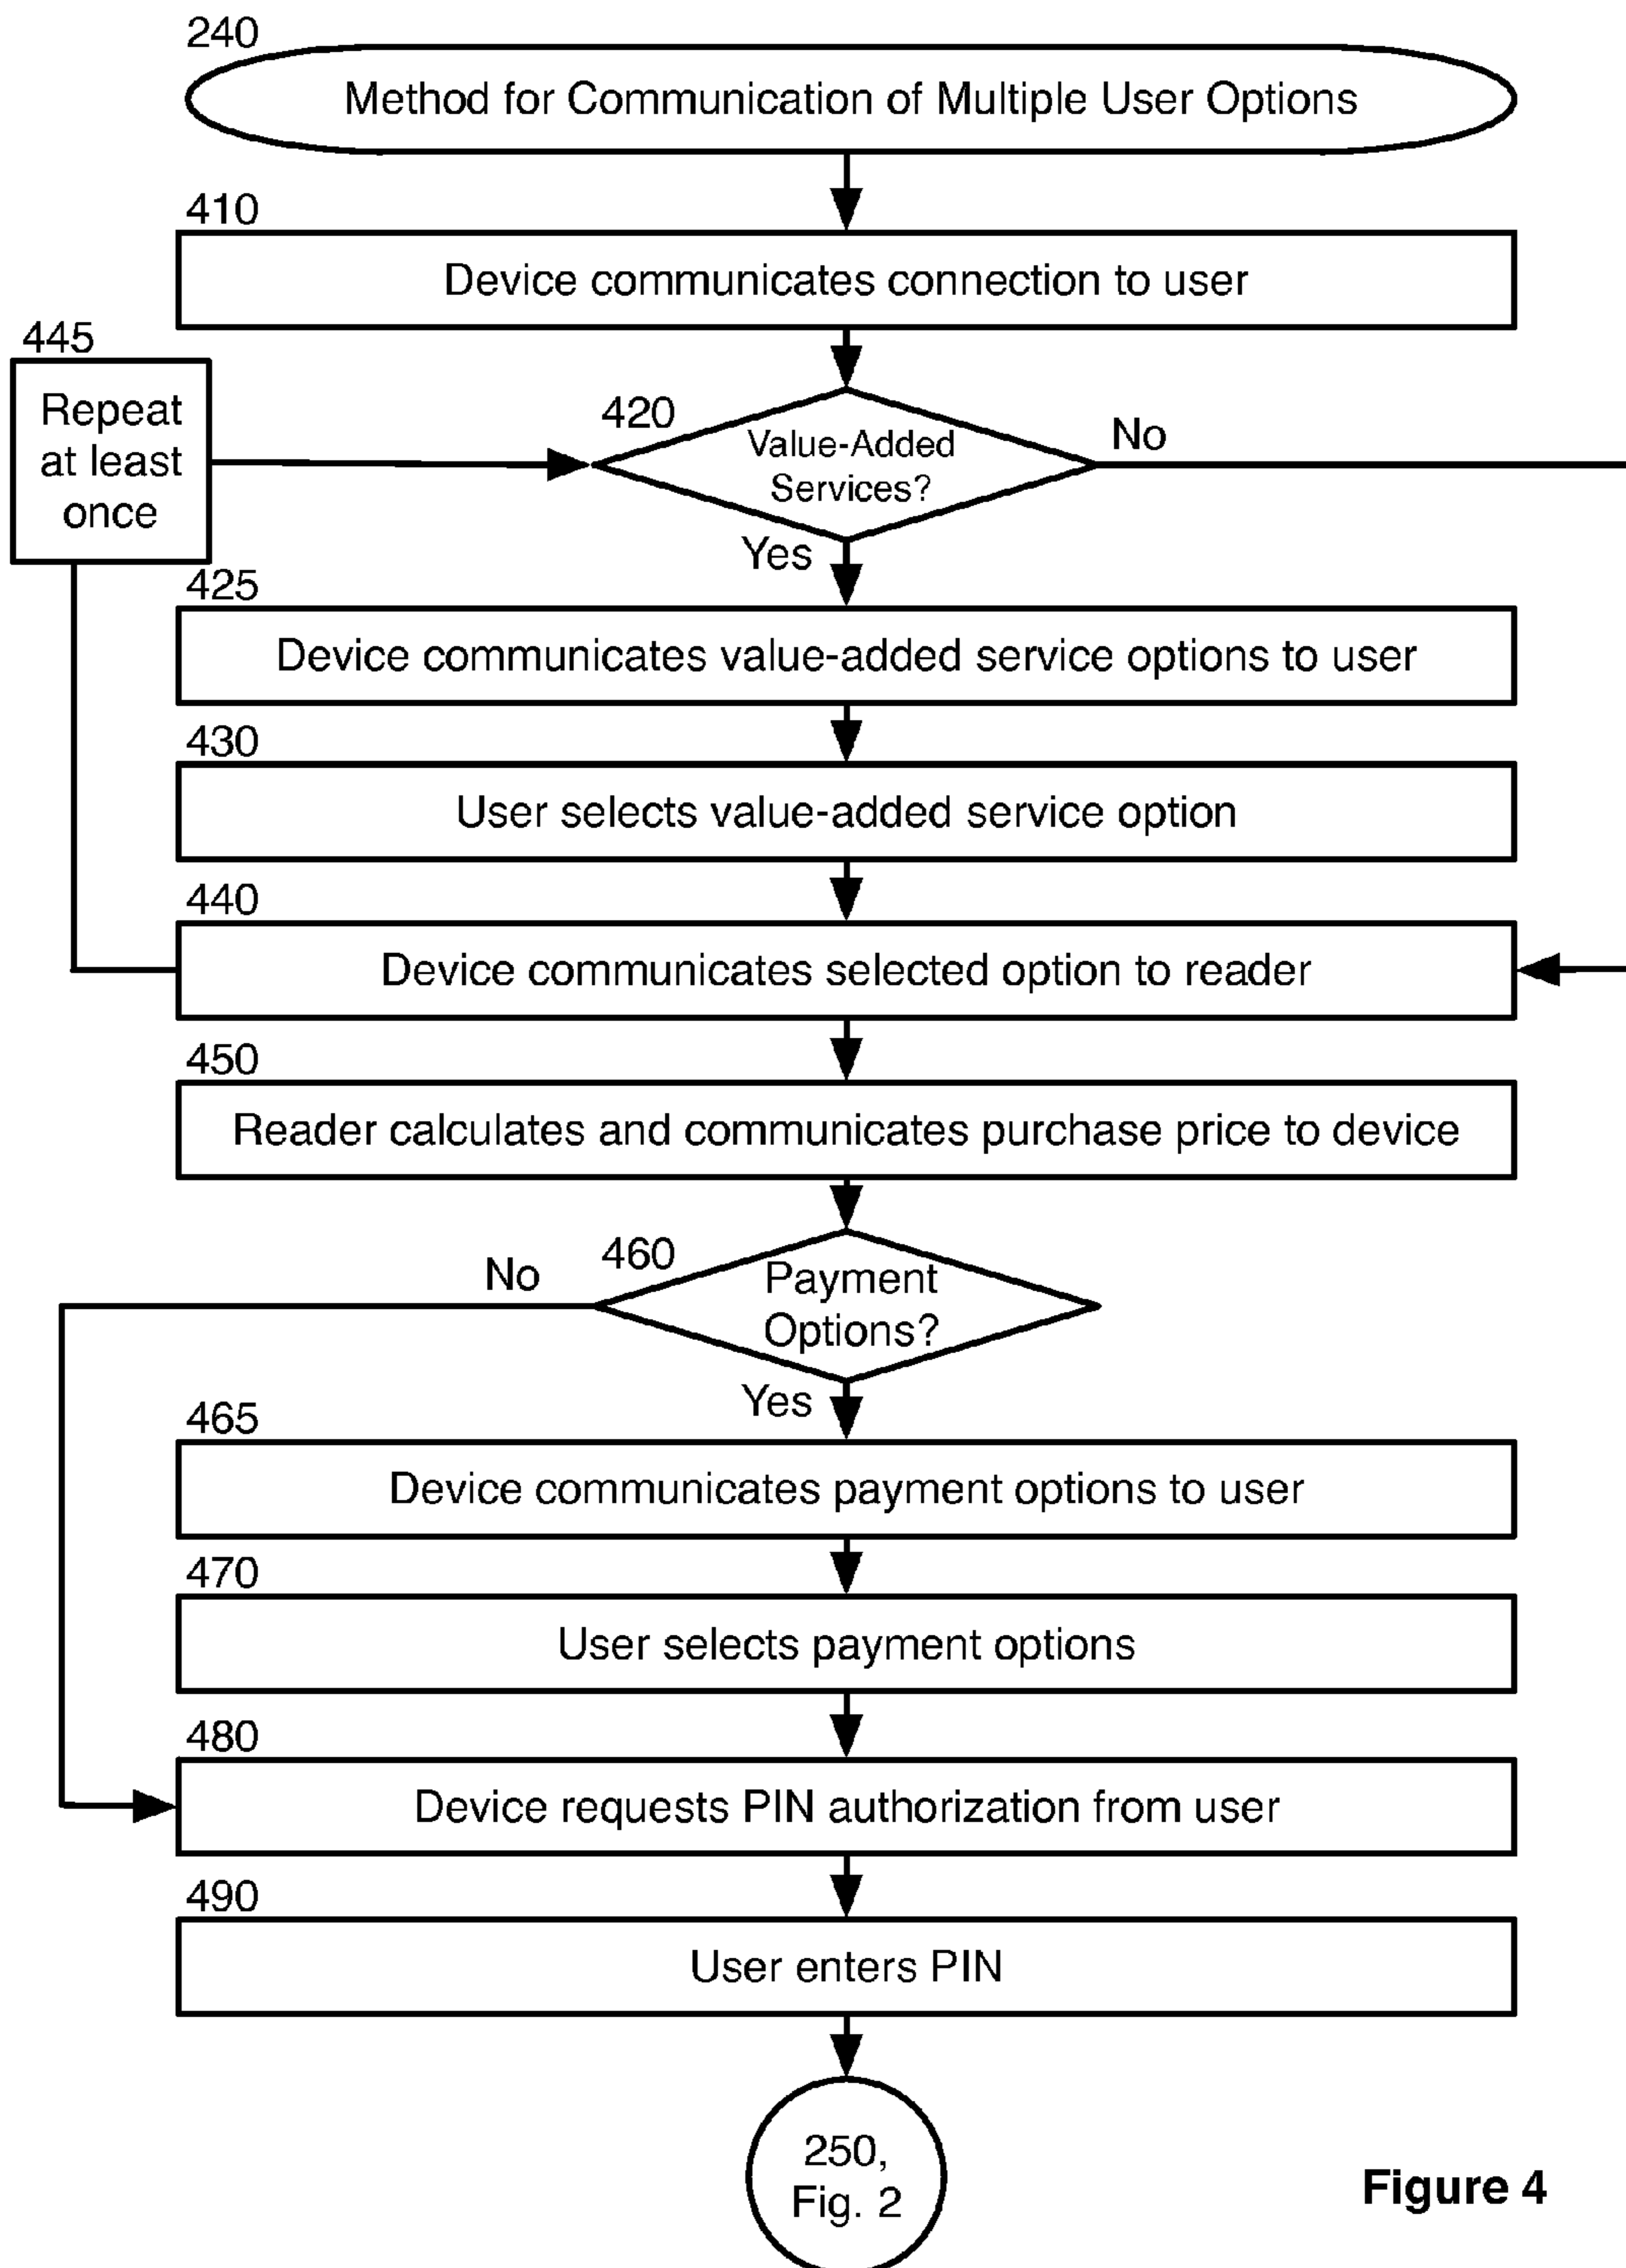 240
Method for Communication of Multiple User Options
410
Device communicates connection to user
445
Repeat
at least
once
420
Value-Added
Services?
No
Yes
425
Device communicates value-added service options to user
430
User selects value-added service option
440
Device communicates selected option to reader
450
Reader calculates and communicates purchase price to device
460
Payment
Options?
No
Yes
465
Device communicates payment options to user
470
User selects payment options
480
Device requests PIN authorization from user
490
User enters PIN
250,
Fig. 2
Figure 4